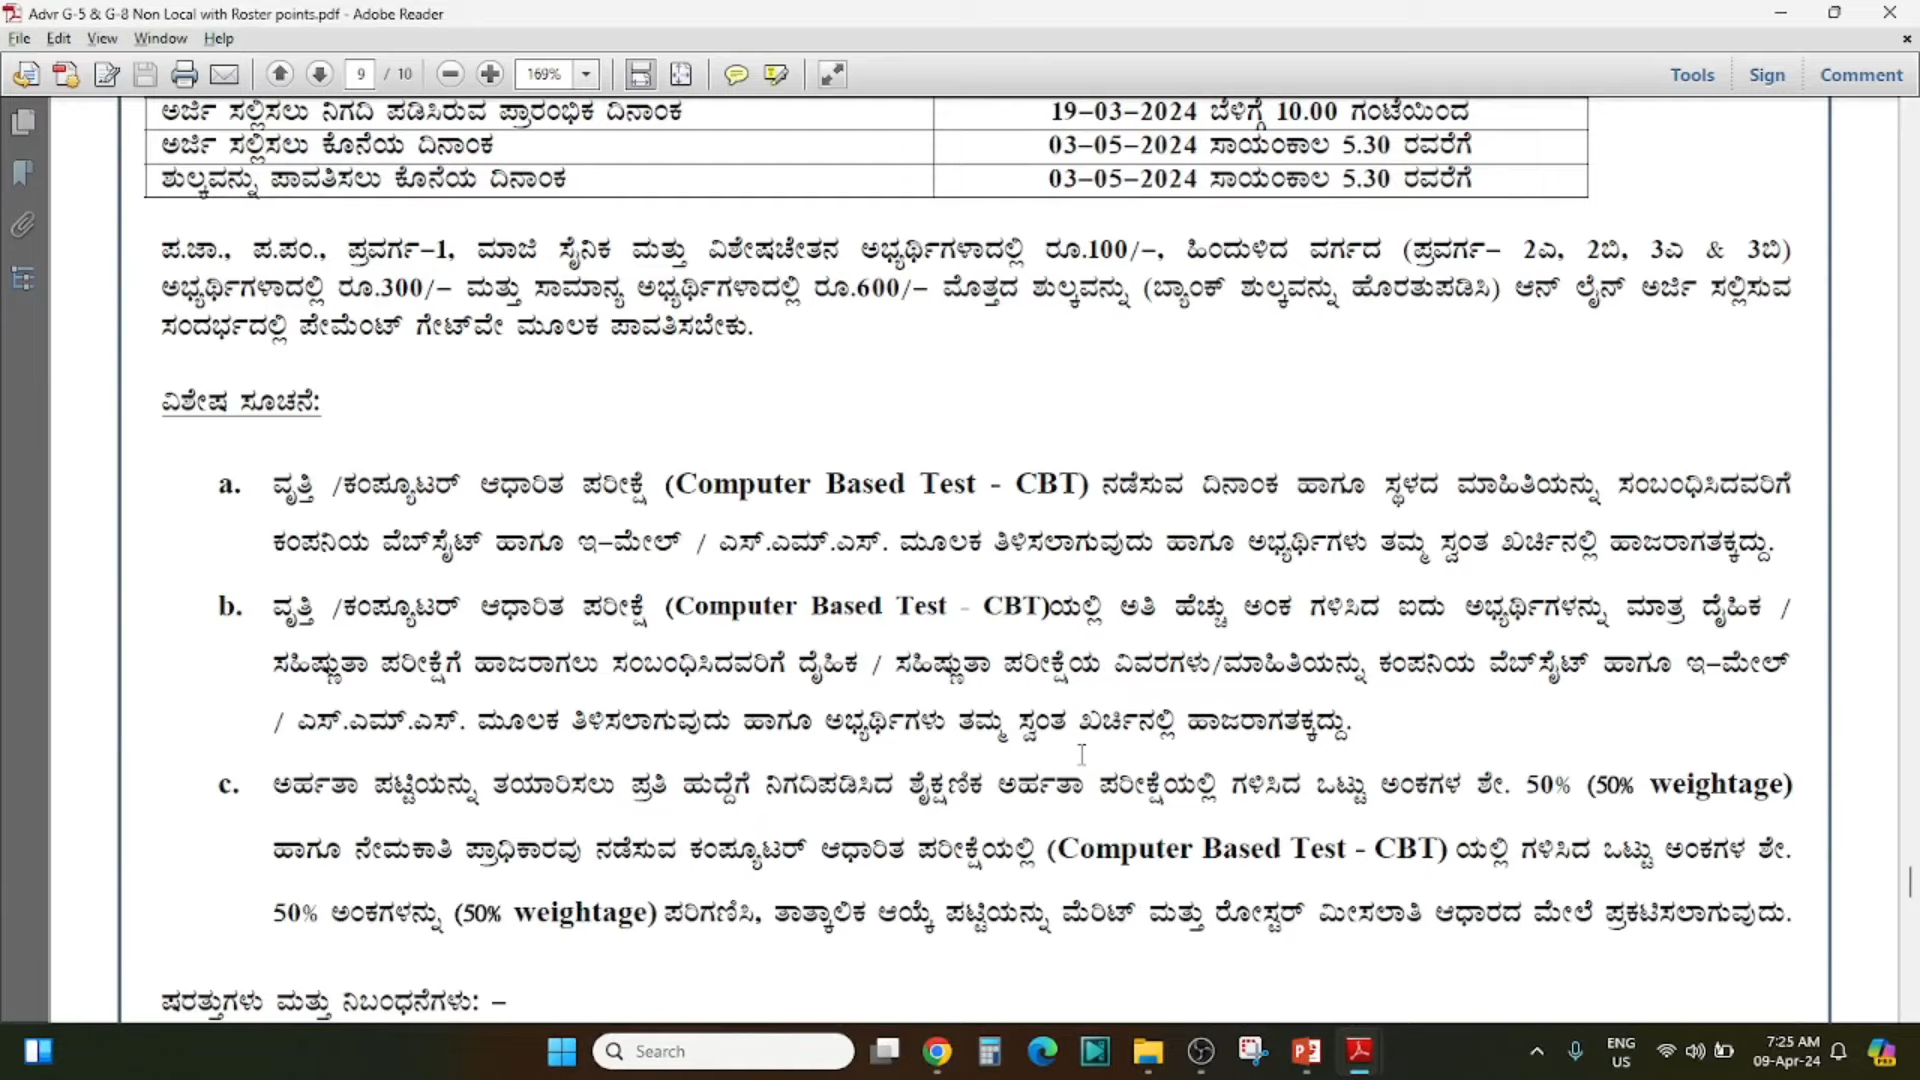 Advr G-5 & G-8 Non Local with Roster points.pdf - Adobe Reader
File Edit View Window Help
9 / 10 169% Tools Sign Comment
ಅರ್ಜಿ ಸಲ್ಲಿಸಲು ನಿಗದಿ ಪಡಿಸಿರುವ ಪ್ರಾರಂಭಿಕ ದಿನಾಂಕ 19-03-2024 ಬೆಳಿಗ್ಗೆ 10.00 ಗಂಟೆಯಿಂದ
ಅರ್ಜಿ ಸಲ್ಲಿಸಲು ಕೊನೆಯ ದಿನಾಂಕ 03-05-2024 ಸಾಯಂಕಾಲ 5.30 ರವರೆಗೆ
ಶುಲ್ಕವನ್ನು ಪಾವತಿಸಲು ಕೊನೆಯ ದಿನಾಂಕ 03-05-2024 ಸಾಯಂಕಾಲ 5.30 ರವರೆಗೆ
ಪ.ಜಾ., ಪ.ಪಂ., ಪ್ರವರ್ಗ-1, ಮಾಜಿ ಸೈನಿಕ ಮತ್ತು ವಿಶೇಷಚೇತನ ಅಭ್ಯರ್ಥಿಗಳಾದಲ್ಲಿ ರೂ.100/-, ಹಿಂದುಳಿದ ವರ್ಗದ (ಪ್ರವರ್ಗ- 2ಎ, 2ಬಿ, 3ಎ & 3ಬಿ)
ಅಭ್ಯರ್ಥಿಗಳಾದಲ್ಲಿ ರೂ.300/- ಮತ್ತು ಸಾಮಾನ್ಯ ಅಭ್ಯರ್ಥಿಗಳಾದಲ್ಲಿ ರೂ.600/- ಮೊತ್ತದ ಶುಲ್ಕವನ್ನು (ಬ್ಯಾಂಕ್ ಶುಲ್ಕವನ್ನು ಹೊರತುಪಡಿಸಿ) ಆನ್ ಲೈನ್ ಅರ್ಜಿ ಸಲ್ಲಿಸುವ
ಸಂದರ್ಭದಲ್ಲಿ ಪೇಮೆಂಟ್ ಗೇಟ್‌ವೇ ಮೂಲಕ ಪಾವತಿಸಬೇಕು.
ವಿಶೇಷ ಸೂಚನೆ:
a. ವೃತ್ತಿ /ಕಂಪ್ಯೂಟರ್ ಆಧಾರಿತ ಪರೀಕ್ಷೆ (Computer Based Test - CBT) ನಡೆಸುವ ದಿನಾಂಕ ಹಾಗೂ ಸ್ಥಳದ ಮಾಹಿತಿಯನ್ನು ಸಂಬಂಧಿಸಿದವರಿಗೆ
ಕಂಪನಿಯ ವೆಬ್‌ಸೈಟ್ ಹಾಗೂ ಇ-ಮೇಲ್ / ಎಸ್.ಎಮ್.ಎಸ್. ಮೂಲಕ ತಿಳಿಸಲಾಗುವುದು ಹಾಗೂ ಅಭ್ಯರ್ಥಿಗಳು ತಮ್ಮ ಸ್ವಂತ ಖರ್ಚಿನಲ್ಲಿ ಹಾಜರಾಗತಕ್ಕದ್ದು.
b. ವೃತ್ತಿ /ಕಂಪ್ಯೂಟರ್ ಆಧಾರಿತ ಪರೀಕ್ಷೆ (Computer Based Test - CBT)ಯಲ್ಲಿ ಅತಿ ಹೆಚ್ಚು ಅಂಕ ಗಳಿಸಿದ ಐದು ಅಭ್ಯರ್ಥಿಗಳನ್ನು ಮಾತ್ರ ದೈಹಿಕ /
ಸಹಿಷ್ಣುತಾ ಪರೀಕ್ಷೆಗೆ ಹಾಜರಾಗಲು ಸಂಬಂಧಿಸಿದವರಿಗೆ ದೈಹಿಕ / ಸಹಿಷ್ಣುತಾ ಪರೀಕ್ಷೆಯ ವಿವರಗಳು/ಮಾಹಿತಿಯನ್ನು ಕಂಪನಿಯ ವೆಬ್‌ಸೈಟ್ ಹಾಗೂ ಇ-ಮೇಲ್
/ ಎಸ್.ಎಮ್.ಎಸ್. ಮೂಲಕ ತಿಳಿಸಲಾಗುವುದು ಹಾಗೂ ಅಭ್ಯರ್ಥಿಗಳು ತಮ್ಮ ಸ್ವಂತ ಖರ್ಚಿನಲ್ಲಿ ಹಾಜರಾಗತಕ್ಕದ್ದು.
c. ಅರ್ಹತಾ ಪಟ್ಟಿಯನ್ನು ತಯಾರಿಸಲು ಪ್ರತಿ ಹುದ್ದೆಗೆ ನಿಗದಿಪಡಿಸಿದ ಶೈಕ್ಷಣಿಕ ಅರ್ಹತಾ ಪರೀಕ್ಷೆಯಲ್ಲಿ ಗಳಿಸಿದ ಒಟ್ಟು ಅಂಕಗಳ ಶೇ. 50% (50% weightage)
ಹಾಗೂ ನೇಮಕಾತಿ ಪ್ರಾಧಿಕಾರವು ನಡೆಸುವ ಕಂಪ್ಯೂಟರ್ ಆಧಾರಿತ ಪರೀಕ್ಷೆಯಲ್ಲಿ (Computer Based Test - CBT) ಯಲ್ಲಿ ಗಳಿಸಿದ ಒಟ್ಟು ಅಂಕಗಳ ಶೇ.
50% ಅಂಕಗಳನ್ನು (50% weightage) ಪರಿಗಣಿಸಿ, ತಾತ್ಕಾಲಿಕ ಆಯ್ಕೆ ಪಟ್ಟಿಯನ್ನು ಮೆರಿಟ್ ಮತ್ತು ರೋಸ್ಟರ್ ಮೀಸಲಾತಿ ಆಧಾರದ ಮೇಲೆ ಪ್ರಕಟಿಸಲಾಗುವುದು.
ಷರತ್ತುಗಳು ಮತ್ತು ನಿಬಂಧನೆಗಳು: -
Search
ENG
US
7:25 AM
09-Apr-24